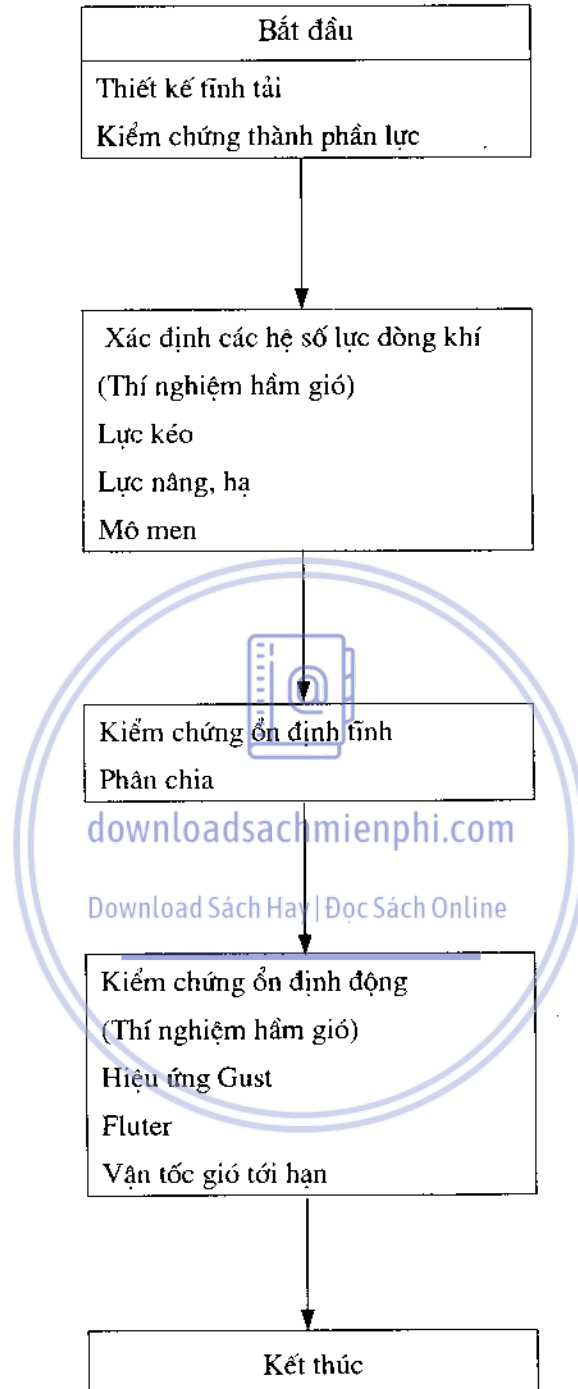 Bắt đầu
Thiết kế tĩnh tải
Kiểm chứng thành phần lực
Xác định các hệ số lực dòng khí
(Thí nghiệm hầm gió)
Lực kéo
Lực nâng, hạ
Mô men
Kiểm chứng ổn định tĩnh
Phân chia
downloadsachmienphi.com
Download Sách Hay | Đọc Sách Online
Kiểm chứng ổn định động
(Thí nghiệm hầm gió)
Hiệu ứng Gust
Fluter
Vận tốc gió tới hạn
Kết thúc